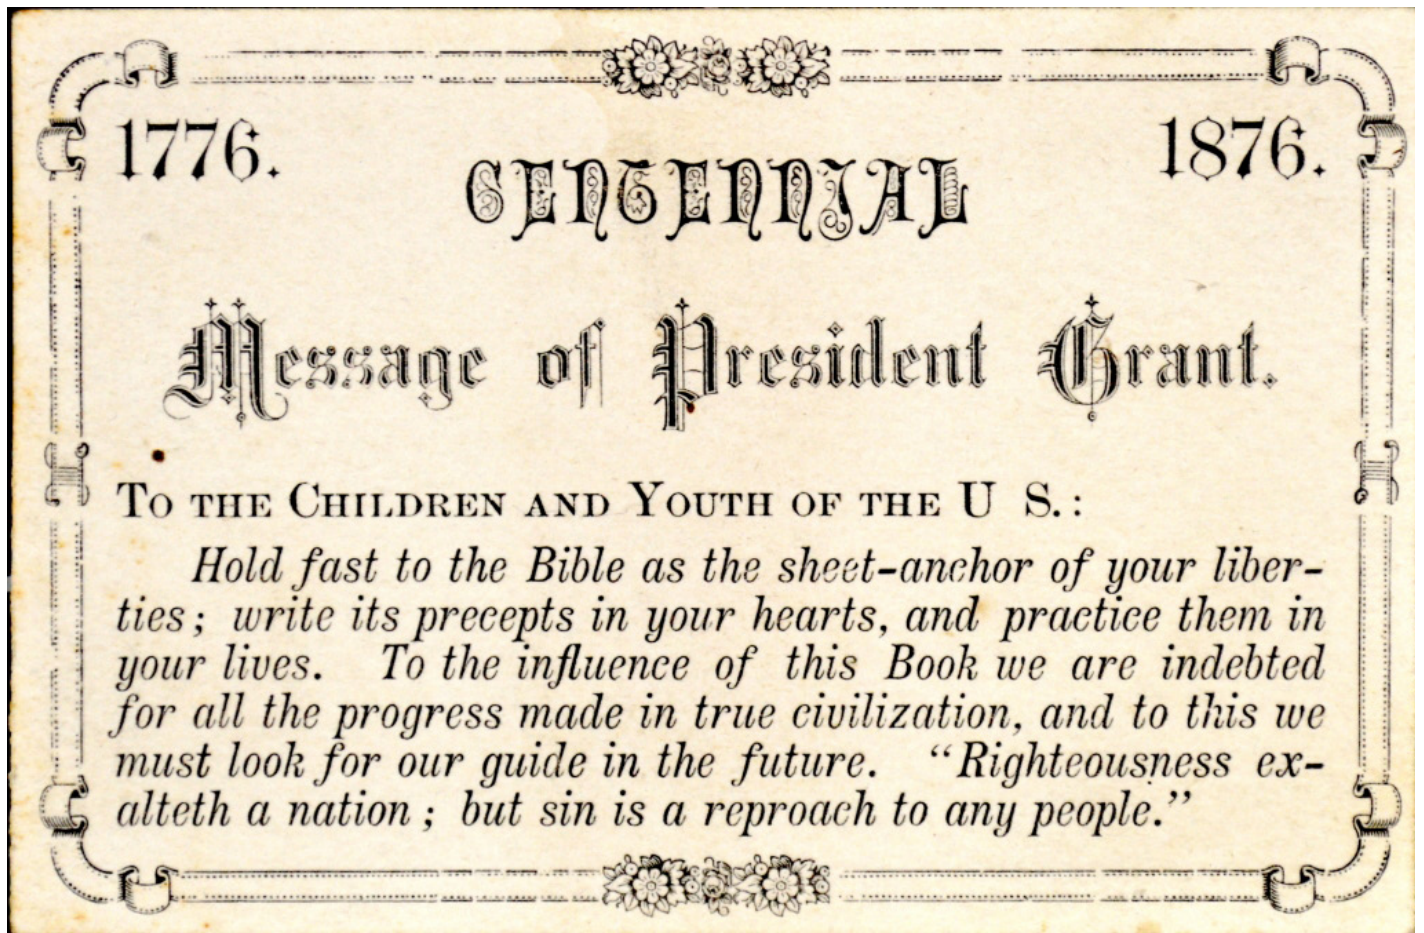 1776.
1876.
CENTENNIAL
Message of President Grant.
TO THE CHILDREN AND YOUTH OF THE U S.:
Hold fast to the Bible as the sheet-anchor of your liber-
ties; write its precepts in your hearts, and practice them in
your lives. To the influence of this Book we are indebted
for all the progress made in true civilization, and to this we
must look for our guide in the future. “Righteousness ex-
alteth a nation; but sin is a reproach to any people.”